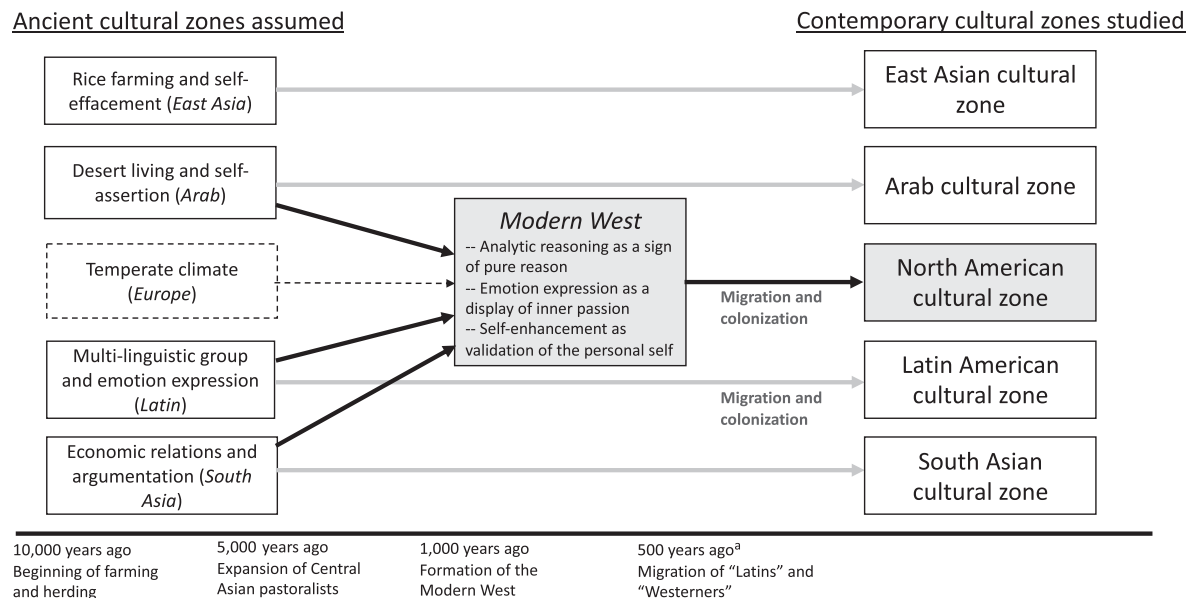 Ancient cultural zones assumed
Contemporary cultural zones studied
Rice farming and self-
effacement (East Asia)
East Asian cultural
zone
Desert living and self-
assertion (Arab)
Arab cultural zone
Modern West
-- Analytic reasoning as a sign
of pure reason
-- Emotion expression as a
display of inner passion
-- Self-enhancement as
validation of the personal self
Temperate climate
(Europe)
North American
cultural zone
Migration and
colonization
Multi-linguistic group
and emotion expression
(Latin)
Latin American
cultural zone
Migration and
colonization
Economic relations and
argumentation (South
Asia)
South Asian
cultural zone
10,000 years ago
Beginning of farming
and herding
5,000 years ago
Expansion of Central
Asian pastoralists
1,000 years ago
Formation of the
Modern West
500 years agoᵃ
Migration of “Latins” and
“Westerners”